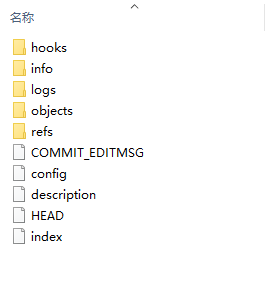 名称
hooks
info
logs
objects
refs
COMMIT_EDITMSG
config
description
HEAD
index